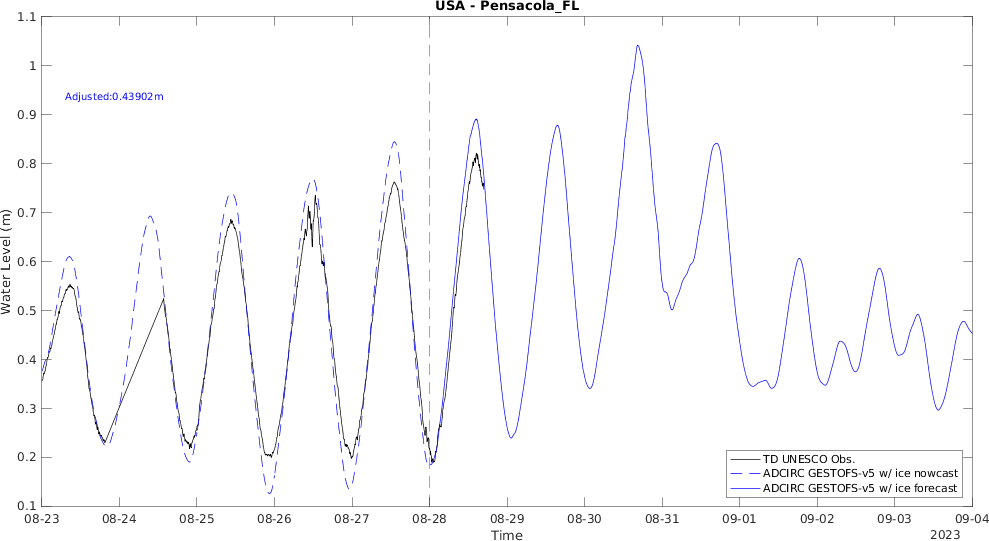 USA - Pensacola_FL
1.1
1
0.9
0.8
0.7
0.6
0.5
0.4
0.3
0.2
0.1
Water Level (m)
Adjusted:0.43902m
TD UNESCO Obs.
ADCIRC GESTOFS-v5 w/ ice nowcast
ADCIRC GESTOFS-v5 w/ ice forecast
08-23 08-24 08-25 08-26 08-27 08-28 08-29 08-30 08-31 09-01 09-02 09-03 09-04
Time
2023